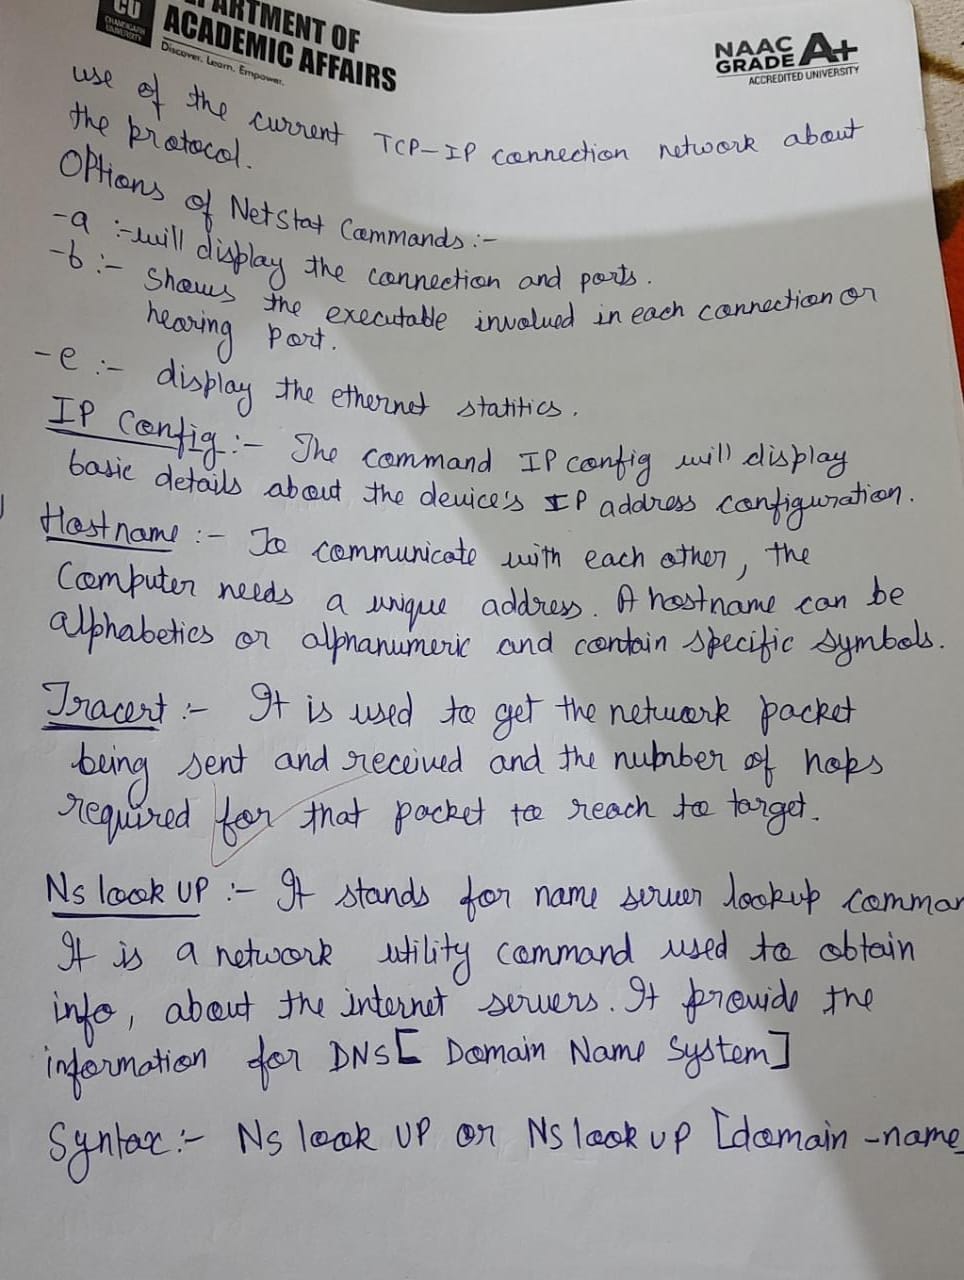 CU
CHANDIGARH
UNIVERSITY
DEPARTMENT OF
ACADEMIC AFFAIRS
Discover. Learn. Empower.
NAAC
GRADE A+
ACCREDITED UNIVERSITY
use of the current TCP-IP connection network about
the protocol.
Options of Netstat Commands :-
-a :- will display the connection and ports.
-b :- Shows the executable involved in each connection or
hearing Port.
-e :- display the ethernet statitics.
IP Config :- The command IP config will display
basic details about the device's IP address configuration.
Hostname :- To communicate with each other, the
Computer needs a unique address. A hostname can be
alphabetics or alphanumeric and contain specific symbols.
Tracert :- It is used to get the network packet
being sent and received and the number of hops
required for that packet to reach to target.
Ns look UP :- It stands for name server lookup comman
It is a network utility command used to obtain
info, about the internet servers. It provide the
information for DNS [ Domain Name System]
Syntax :- Ns look UP or Ns look up [domain -name